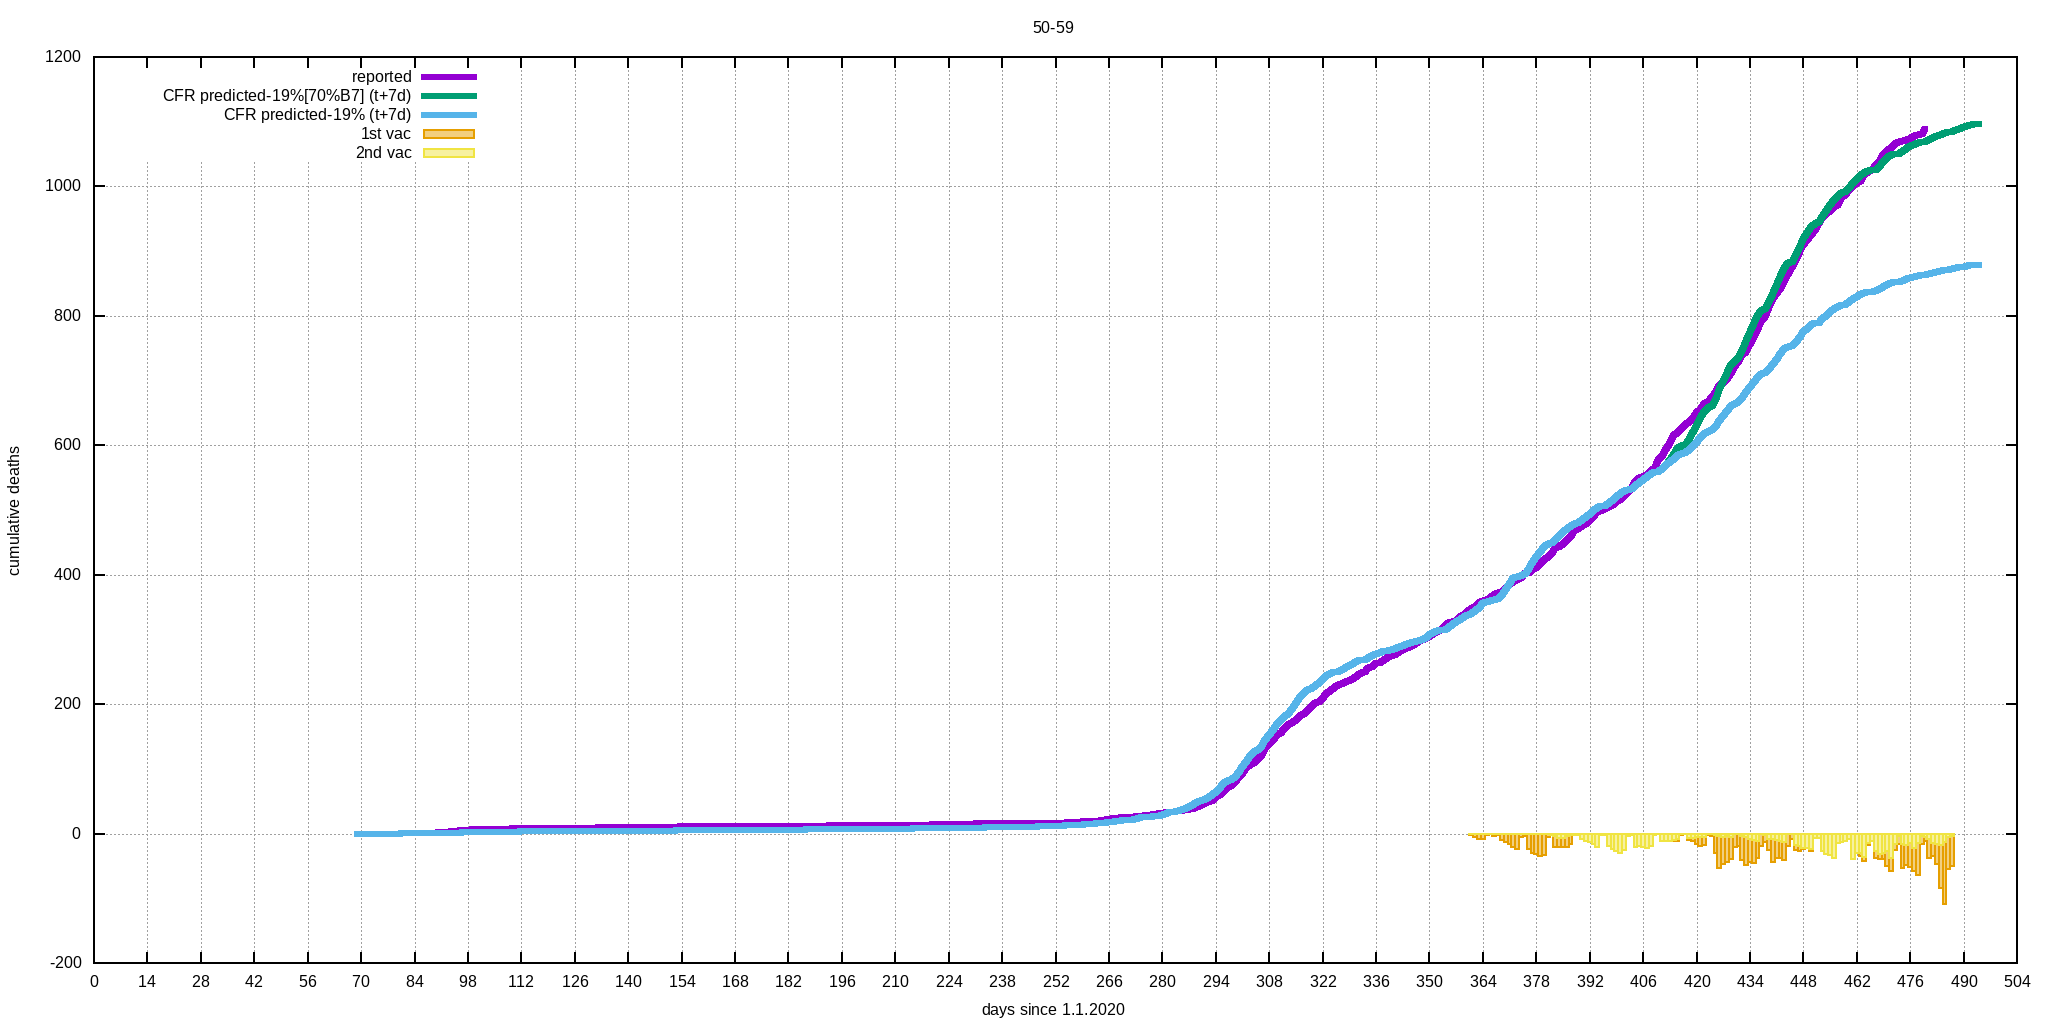 50-59
1200
1000
800
600
400
200
0
-200
cumulative deaths
reported
CFR predicted-19%[70%B7] (t+7d)
CFR predicted-19% (t+7d)
1st vac
2nd vac
0 14 28 42 56 70 84 98 112 126 140 154 168 182 196 210 224 238 252 266 280 294 308 322 336 350 364 378 392 406 420 434 448 462 476 490 504
days since 1.1.2020